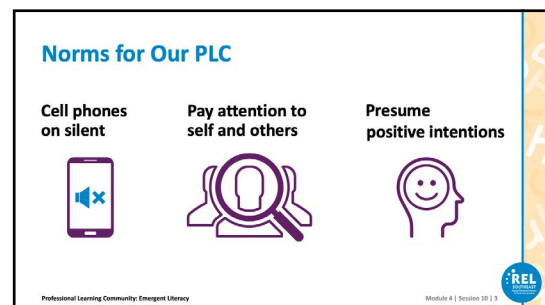 Norms for Our PLC
Cell phones
on silent
Pay attention to
self and others
Presume
positive intentions
Professional Learning Community: Emergent Literacy
Module 4 | Session 10 | 3
REL
SOUTHEAST